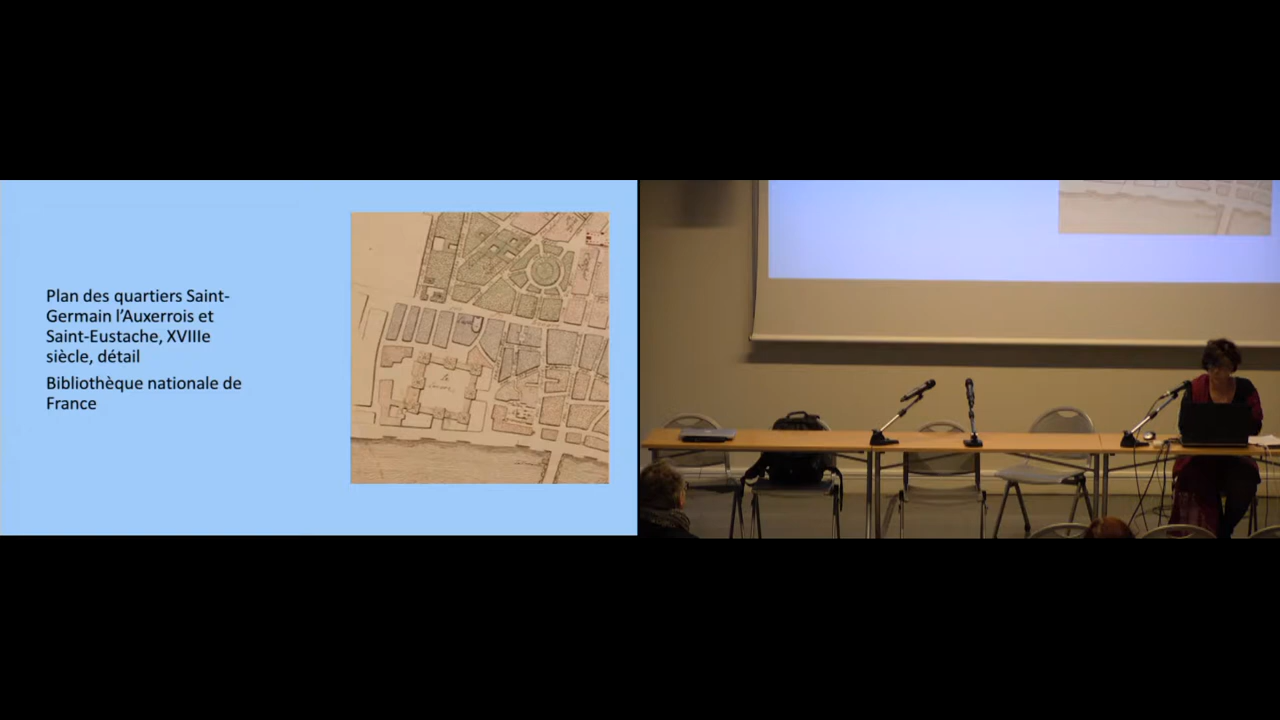 Plan des quartiers Saint-
Germain l'Auxerrois et
Saint-Eustache, XVIIIe
siècle, détail
Bibliothèque nationale de
France